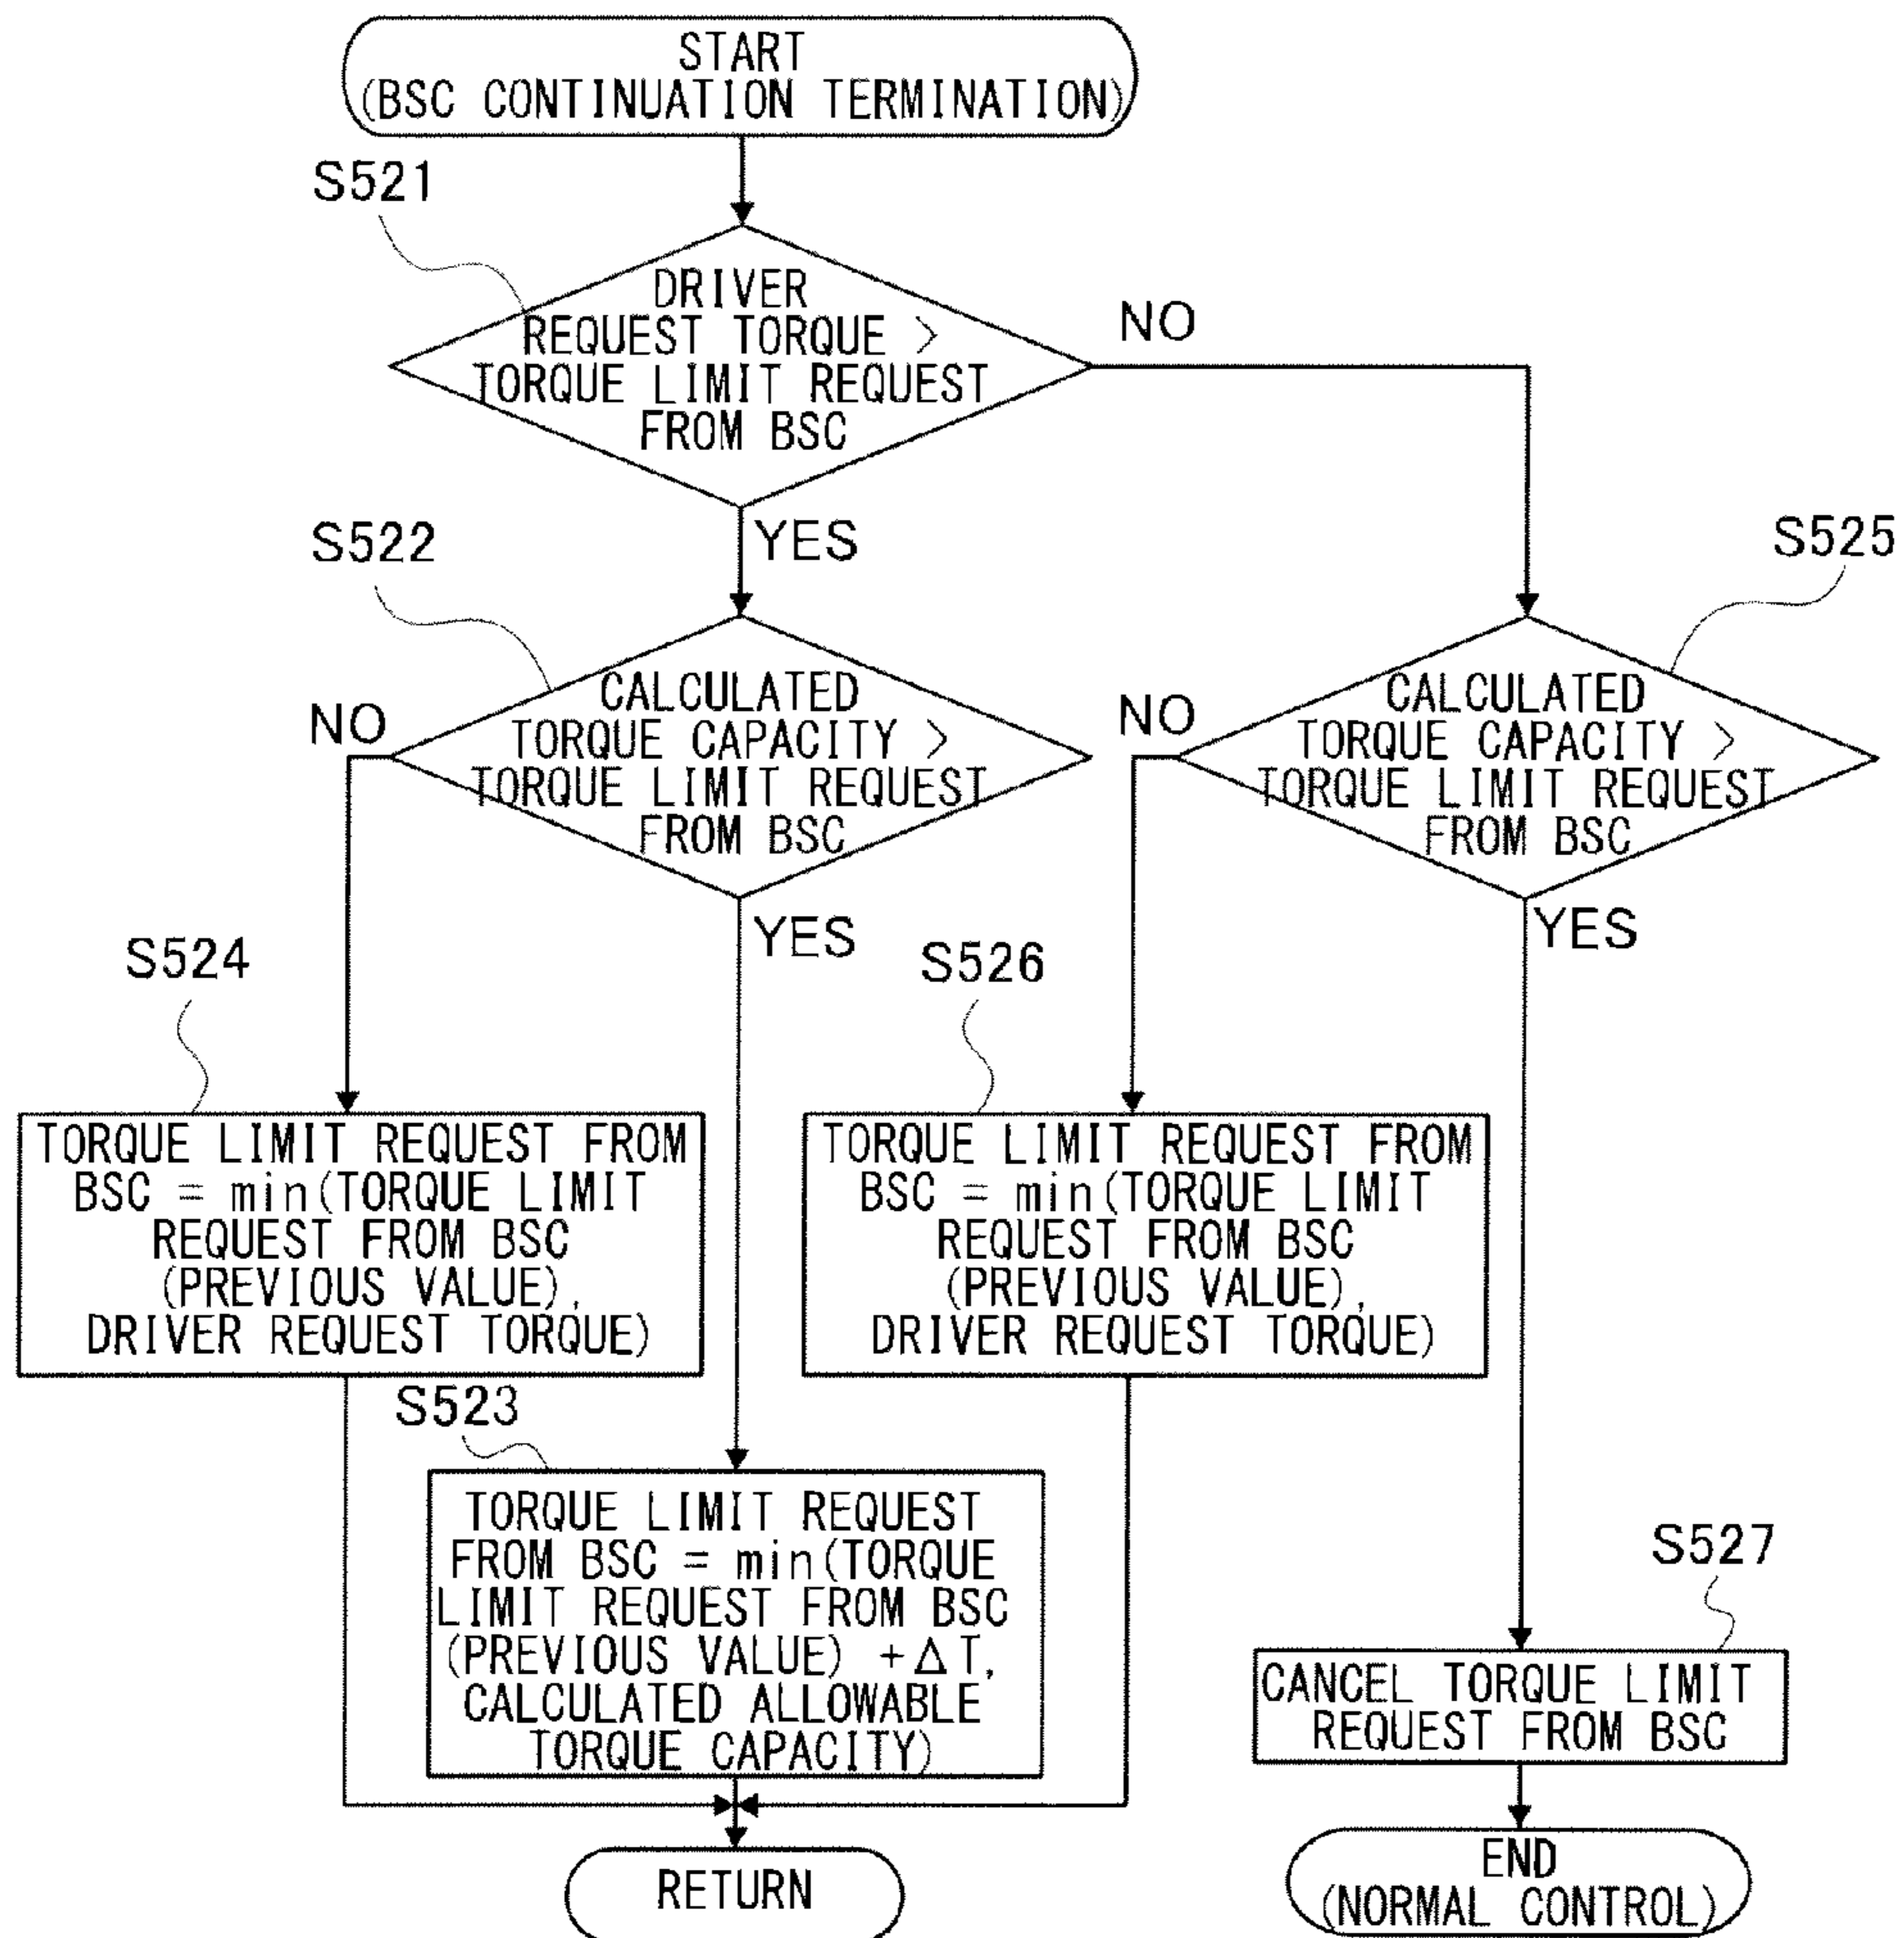 START
(BSC CONTINUATION TERMINATION)
S521
DRIVER
REQUEST TORQUE >
TORQUE LIMIT REQUEST
FROM BSC
NO
YES
S522
CALCULATED
TORQUE CAPACITY >
TORQUE LIMIT REQUEST
FROM BSC
NO
YES
S525
CALCULATED
TORQUE CAPACITY >
TORQUE LIMIT REQUEST
FROM BSC
NO
YES
S524
TORQUE LIMIT REQUEST FROM
BSC = min(TORQUE LIMIT
REQUEST FROM BSC
(PREVIOUS VALUE),
DRIVER REQUEST TORQUE)
S526
TORQUE LIMIT REQUEST FROM
BSC = min(TORQUE LIMIT
REQUEST FROM BSC
(PREVIOUS VALUE),
DRIVER REQUEST TORQUE)
S523
TORQUE LIMIT REQUEST
FROM BSC = min(TORQUE
LIMIT REQUEST FROM BSC
(PREVIOUS VALUE) +ΔT,
CALCULATED ALLOWABLE
TORQUE CAPACITY)
S527
CANCEL TORQUE LIMIT
REQUEST FROM BSC
RETURN
END
(NORMAL CONTROL)